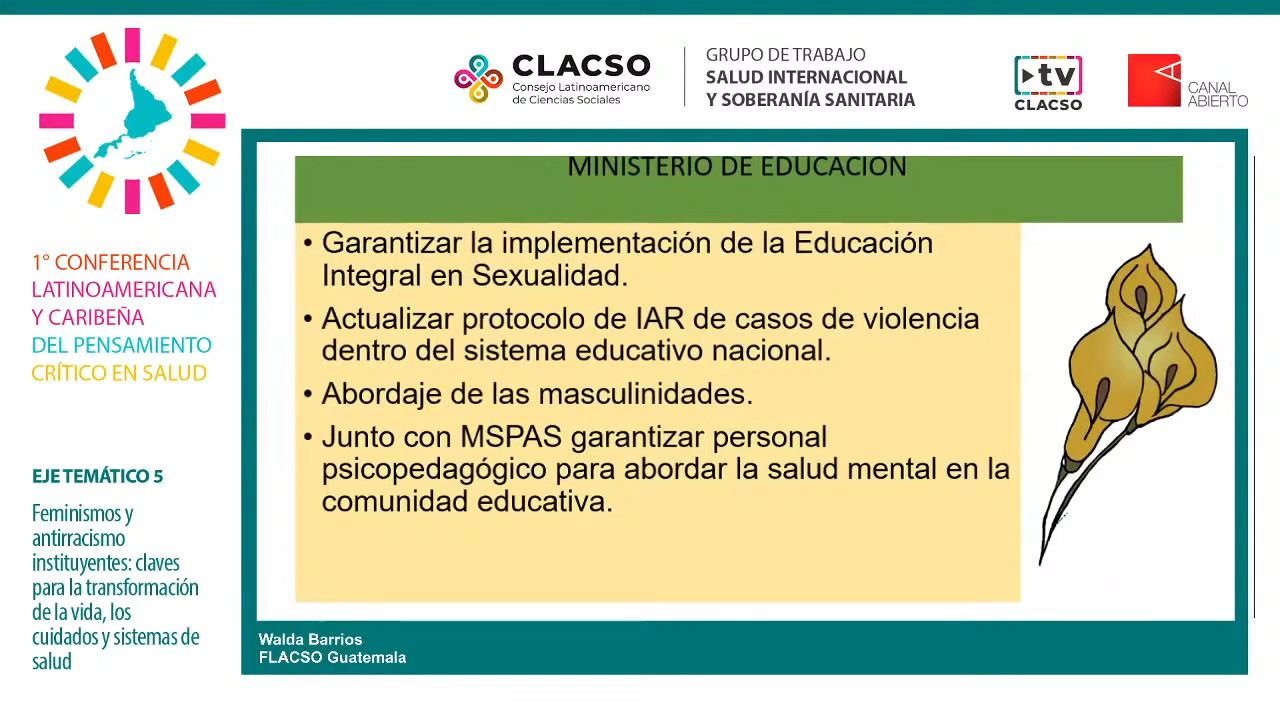 CLACSO
Consejo Latinoamericano
de Ciencias Sociales
GRUPO DE TRABAJO
SALUD INTERNACIONAL
Y SOBERANÍA SANITARIA
tv
CLACSO
CANAL
ABIERTO
1° CONFERENCIA
LATINOAMERICANA
Y CARIBEÑA
DEL PENSAMIENTO
CRÍTICO EN SALUD
EJE TEMÁTICO 5
Feminismos y
antirracismo
instituyentes: claves
para la transformación
de la vida, los
cuidados y sistemas de
salud
MINISTERIO DE EDUCACION
• Garantizar la implementación de la Educación
Integral en Sexualidad.
• Actualizar protocolo de IAR de casos de violencia
dentro del sistema educativo nacional.
• Abordaje de las masculinidades.
• Junto con MSPAS garantizar personal
psicopedagógico para abordar la salud mental en la
comunidad educativa.
Walda Barrios
FLACSO Guatemala